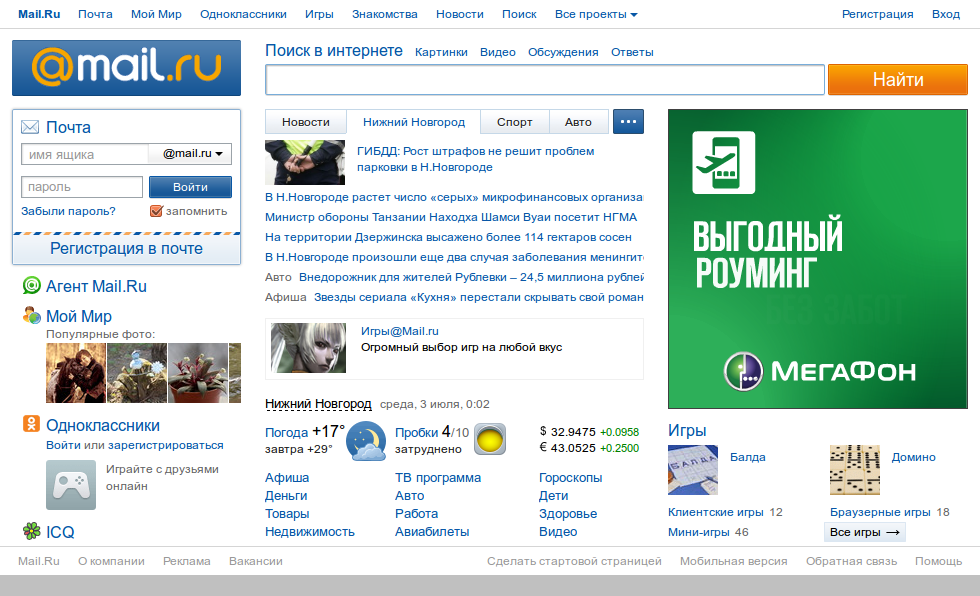 Mail.Ru Почта Мой Мир Одноклассники Игры Знакомства Новости Поиск Все проекты Регистрация Вход
@mail.ru
Поиск в интернете Картинки Видео Обсуждения Ответы
Найти
Почта
имя ящика @mail.ru
пароль Войти
Забыли пароль? запомнить
Регистрация в почте
Агент Mail.Ru
Мой Мир
Популярные фото:
Одноклассники
Войти или зарегистрироваться
Играйте с друзьями
онлайн
ICQ
Новости Нижний Новгород Спорт Авто ...
ГИБДД: Рост штрафов не решит проблем
парковки в Н.Новгороде
В Н.Новгороде растет число «серых» микрофинансовых организа
Министр обороны Танзании Находха Шамси Вуаи посетит НГМА
На территории Дзержинска высажено более 114 гектаров сосен
В Н.Новгороде произошли еще два случая заболевания менингито
Авто Внедорожник для жителей Рублевки – 24,5 миллиона рублей
Афиша Звезды сериала «Кухня» перестали скрывать свой роман
Игры@Mail.ru
Огромный выбор игр на любой вкус
Нижний Новгород среда, 3 июля, 0:02
Погода +17°
завтра +29°
Пробки 4/10
затруднено
$ 32.9475 +0.0958
€ 43.0525 +0.2500
Афиша ТВ программа Гороскопы
Деньги Авто Дети
Товары Работа Здоровье
Недвижимость Авиабилеты Видео
ВЫГОДНЫЙ
РОУМИНГ
МЕГАФОН
Игры
БАЛДА
Балда Домино
Клиентские игры 12 Браузерные игры 18
Мини-игры 46 Все игры →
Mail.Ru О компании Реклама Вакансии Сделать стартовой страницей Мобильная версия Обратная связь Помощь